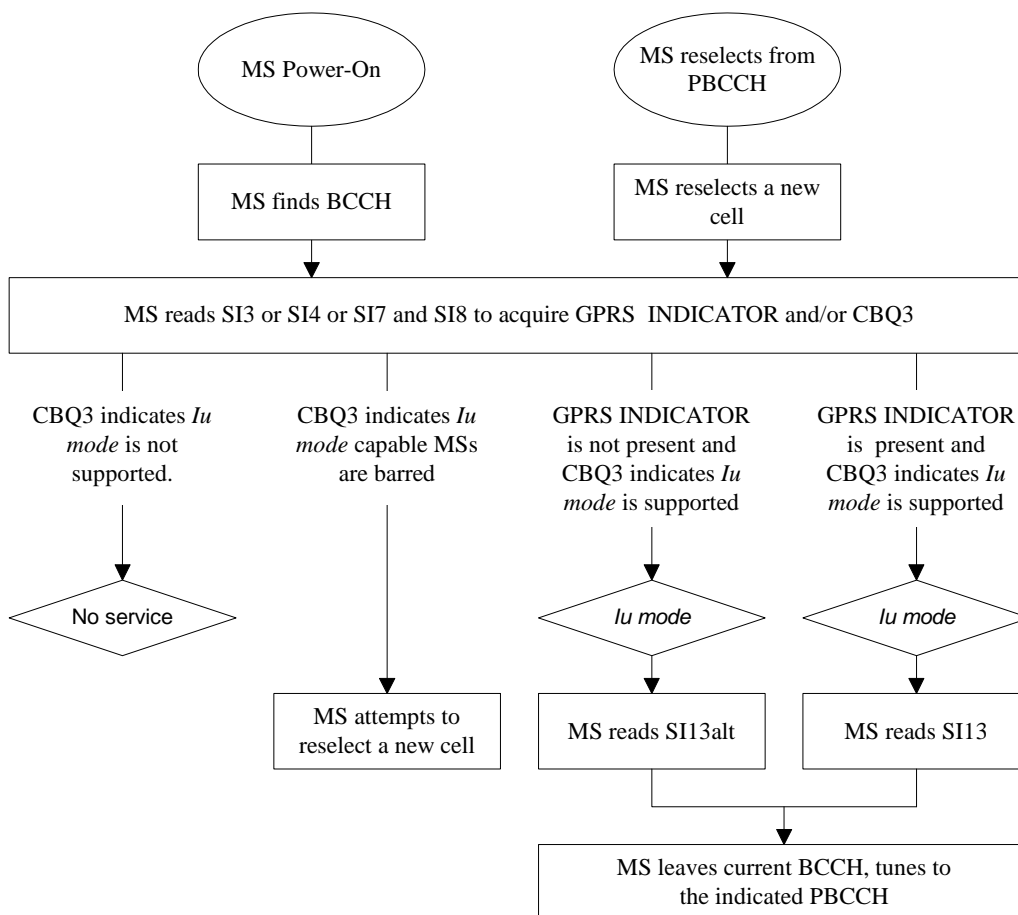 MS Power-On
MS reselects from
PBCCH
MS finds BCCH
MS reselects a new
cell
MS reads SI3 or SI4 or SI7 and SI8 to acquire GPRS  INDICATOR and/or CBQ3
CBQ3 indicates Iu
mode is not
supported.
CBQ3 indicates Iu
mode capable MSs
are barred
GPRS INDICATOR
is not present and
CBQ3 indicates Iu
mode is supported
GPRS INDICATOR
is  present and
CBQ3 indicates Iu
mode is supported
No service
Iu mode
Iu mode
MS attempts to
reselect a new cell
MS reads SI13alt
MS reads SI13
MS leaves current BCCH, tunes to
the indicated PBCCH